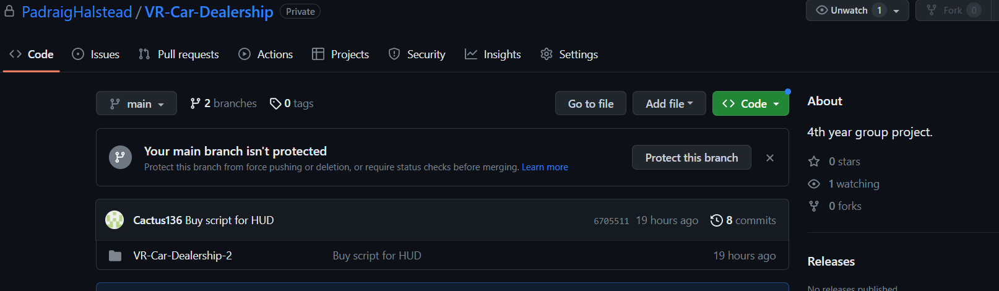 PadraigHalstead / VR-Car-Dealership Private Unwatch 1 Fork 0
Code Issues Pull requests Actions Projects Security Insights Settings
main 2 branches 0 tags Go to file Add file Code
About
4th year group project.
Your main branch isn't protected
Protect this branch from force pushing or deletion, or require status checks before merging. Learn more
Protect this branch
0 stars
1 watching
0 forks
Cactus136 Buy script for HUD 6705511 19 hours ago 8 commits
VR-Car-Dealership-2 Buy script for HUD 19 hours ago
Releases
No releases published